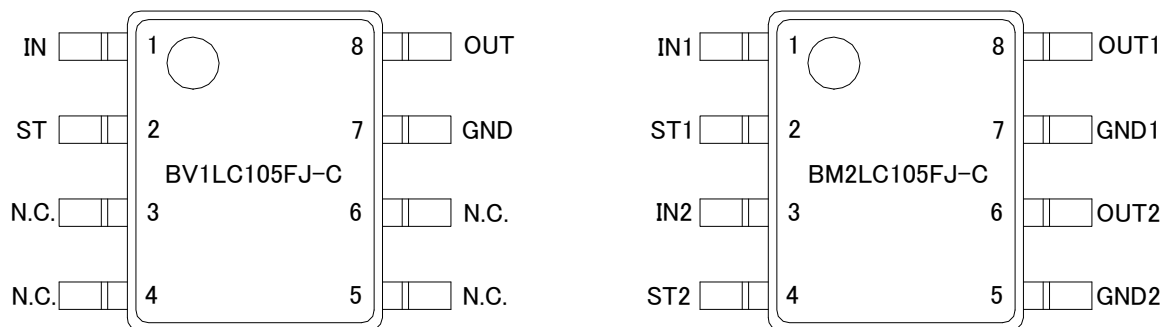 IN 1 8 OUT
ST 2 7 GND
BV1LC105FJ-C
N.C. 3 6 N.C.
N.C. 4 5 N.C.
IN1 1 8 OUT1
ST1 2 7 GND1
BM2LC105FJ-C
IN2 3 6 OUT2
ST2 4 5 GND2